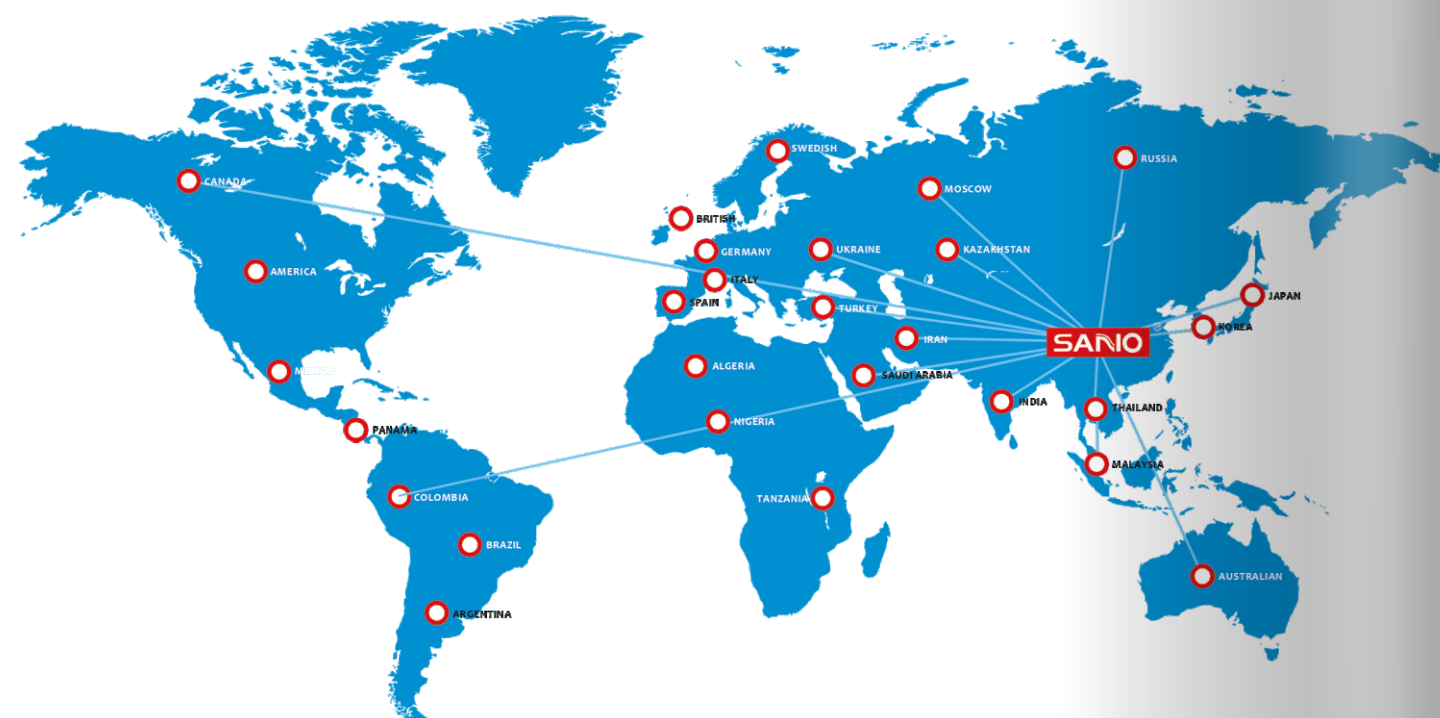 SWEDISH
RUSSIA
CANADA
MOSCOW
BRITISH
GERMANY
UKRAINE
KAZAKHSTAN
AMERICA
ITALY
SPAIN
TURKEY
JAPAN
KOREA
IRAN
SANIO
ALGERIA
SAUDI ARABIA
INDIA
THAILAND
NIGERIA
PANAMA
MALAYSIA
COLOMBIA
TANZANIA
BRAZIL
AUSTRALIAN
ARGENTINA